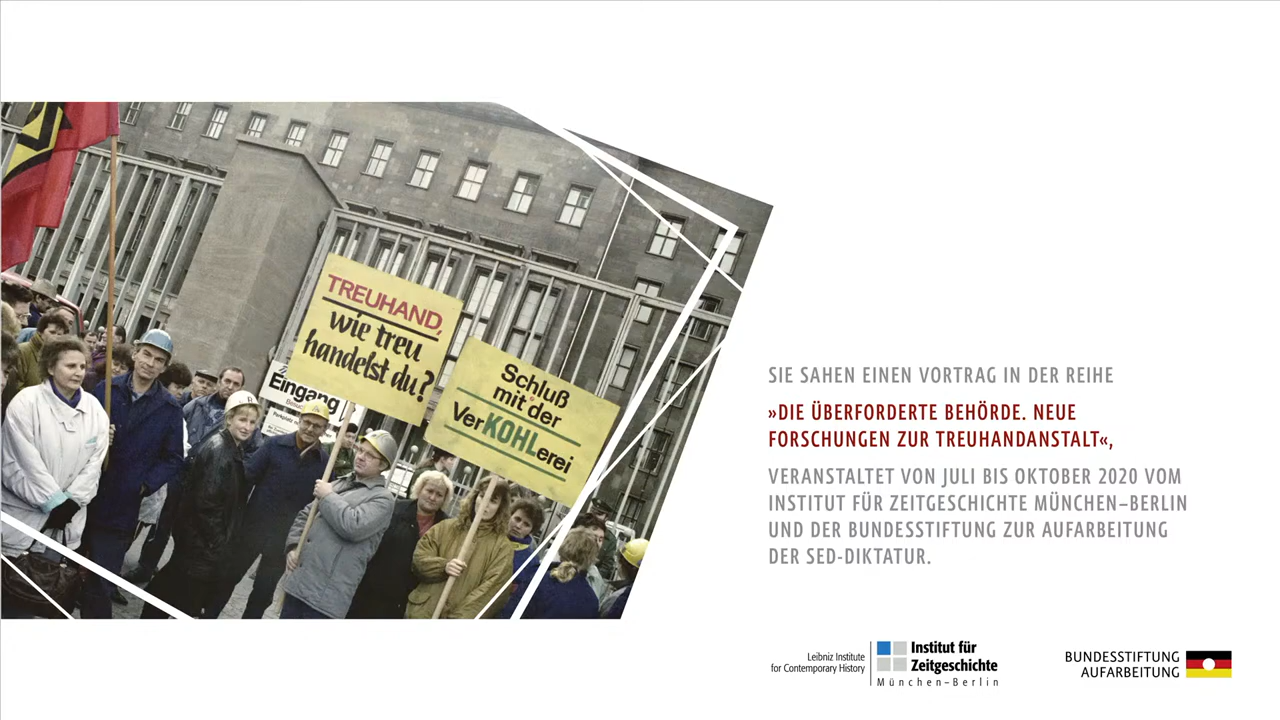 TREUHAND,
wie treu
handelst du?
Schluß
mit der
VerKOHLerei
Eingang
SIE SAHEN EINEN VORTRAG IN DER REIHE
»DIE ÜBERFORDERTE BEHÖRDE. NEUE
FORSCHUNGEN ZUR TREUHANDANSTALT«,
VERANSTALTET VON JULI BIS OKTOBER 2020 VOM
INSTITUT FÜR ZEITGESCHICHTE MÜNCHEN–BERLIN
UND DER BUNDESSTIFTUNG ZUR AUFARBEITUNG
DER SED-DIKTATUR.
Leibniz Institute
for Contemporary History
Institut für
Zeitgeschichte
München–Berlin
BUNDESSTIFTUNG
AUFARBEITUNG